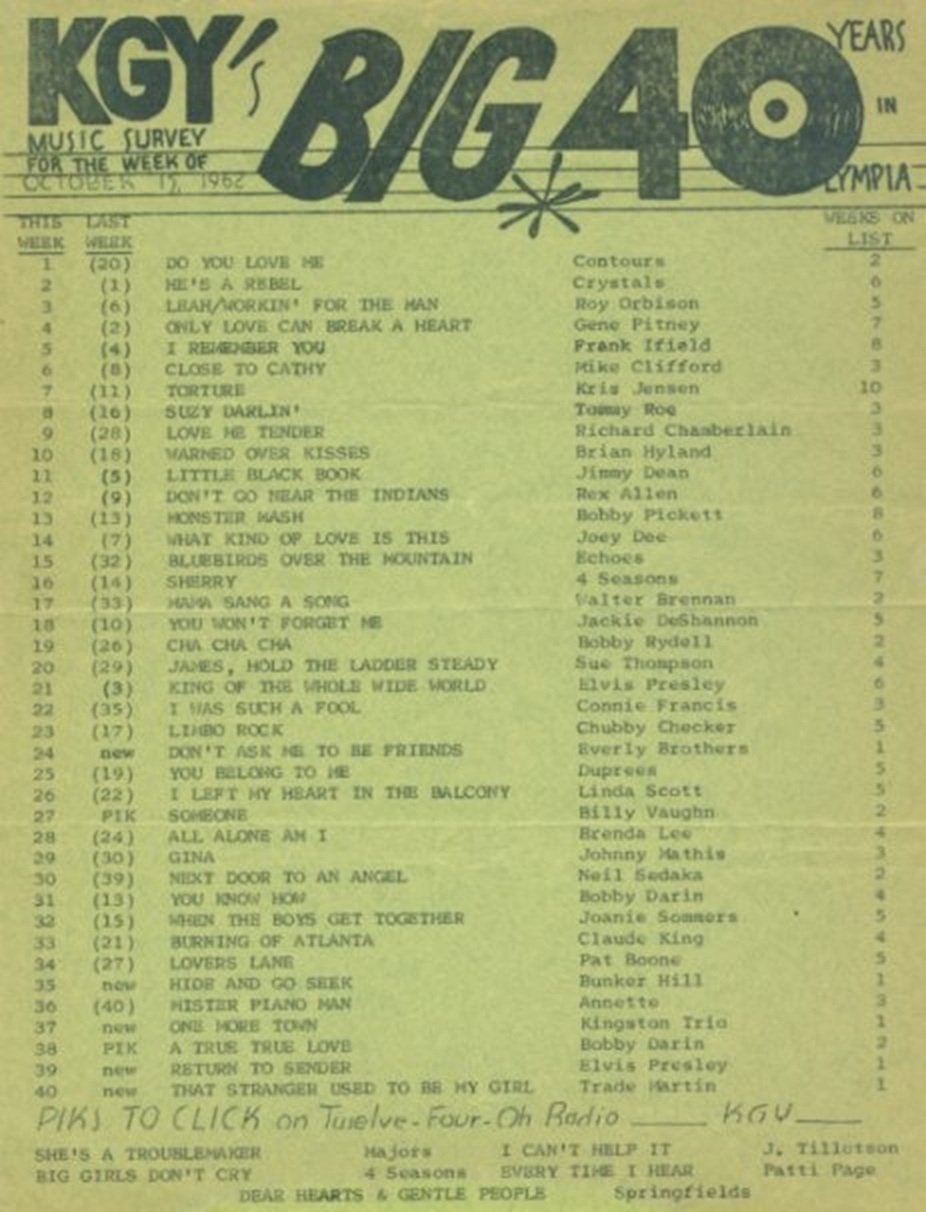 KGY's BIG 40 YEARS
IN
MUSIC SURVEY
FOR THE WEEK OF
OCTOBER 15, 1962 OLYMPIA
THIS LAST WEEKS ON
WEEK WEEK LIST
1 (20) DO YOU LOVE ME Contours 2
2 (1) HE'S A REBEL Crystals 6
3 (6) LEAH/WORKIN' FOR THE MAN Roy Orbison 5
4 (2) ONLY LOVE CAN BREAK A HEART Gene Pitney 7
5 (4) I REMEMBER YOU Frank Ifield 8
6 (8) CLOSE TO CATHY Mike Clifford 3
7 (11) TORTURE Kris Jensen 10
8 (16) SUZY DARLIN' Tommy Roe 3
9 (28) LOVE ME TENDER Richard Chamberlain 3
10 (18) WARMED OVER KISSES Brian Hyland 3
11 (5) LITTLE BLACK BOOK Jimmy Dean 6
12 (9) DON'T GO NEAR THE INDIANS Rex Allen 6
13 (13) MONSTER MASH Bobby Pickett 8
14 (7) WHAT KIND OF LOVE IS THIS Joey Dee 6
15 (32) BLUEBIRDS OVER THE MOUNTAIN Echoes 3
16 (14) SHERRY 4 Seasons 7
17 (33) MAMA SANG A SONG Walter Brennan 2
18 (10) YOU WON'T FORGET ME Jackie DeShannon 5
19 (26) CHA CHA CHA Bobby Rydell 2
20 (29) JAMES, HOLD THE LADDER STEADY Sue Thompson 4
21 (3) KING OF THE WHOLE WIDE WORLD Elvis Presley 6
22 (35) I WAS SUCH A FOOL Connie Francis 3
23 (17) LIMBO ROCK Chubby Checker 5
24 new DON'T ASK ME TO BE FRIENDS Everly Brothers 1
25 (19) YOU BELONG TO ME Duprees 5
26 (22) I LEFT MY HEART IN THE BALCONY Linda Scott 5
27 PIK SOMEONE Billy Vaughn 2
28 (24) ALL ALONE AM I Brenda Lee 4
29 (30) GINA Johnny Mathis 3
30 (39) NEXT DOOR TO AN ANGEL Neil Sedaka 2
31 (13) YOU KNOW HOW Bobby Darin 4
32 (15) WHEN THE BOYS GET TOGETHER Joanie Sommers 5
33 (21) BURNING OF ATLANTA Claude King 4
34 (27) LOVERS LANE Pat Boone 5
35 new HIDE AND GO SEEK Bunker Hill 1
36 (40) MISTER PIANO MAN Annette 3
37 new ONE MORE TOWN Kingston Trio 1
38 PIK A TRUE TRUE LOVE Bobby Darin 2
39 new RETURN TO SENDER Elvis Presley 1
40 new THAT STRANGER USED TO BE MY GIRL Trade Martin 1
PIKS TO CLICK on Twelve-Four-Oh Radio ____ KGY ____
SHE'S A TROUBLEMAKER Majors I CAN'T HELP IT J. Tillotson
BIG GIRLS DON'T CRY 4 Seasons EVERY TIME I HEAR Patti Page
DEAR HEARTS & GENTLE PEOPLE Springfields